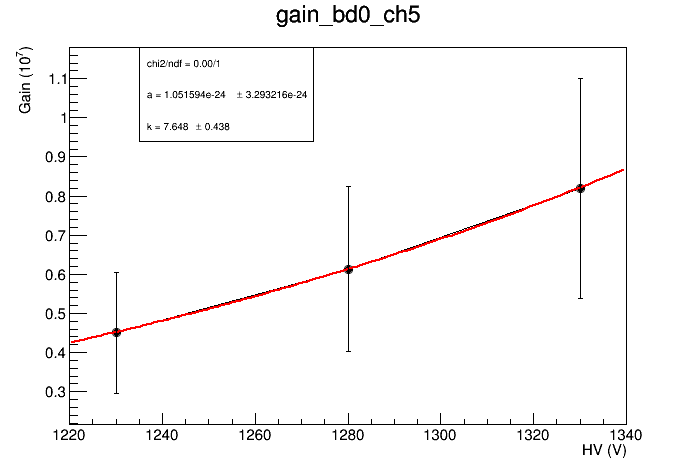 gain_bd0_ch5
Gain (10^7)
chi2/ndf = 0.00/1
a = 1.051594e-24 ± 3.293216e-24
k = 7.648 ± 0.438
1.1
1
0.9
0.8
0.7
0.6
0.5
0.4
0.3
1220 1240 1260 1280 1300 1320 1340
HV (V)